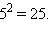 5² = 25.